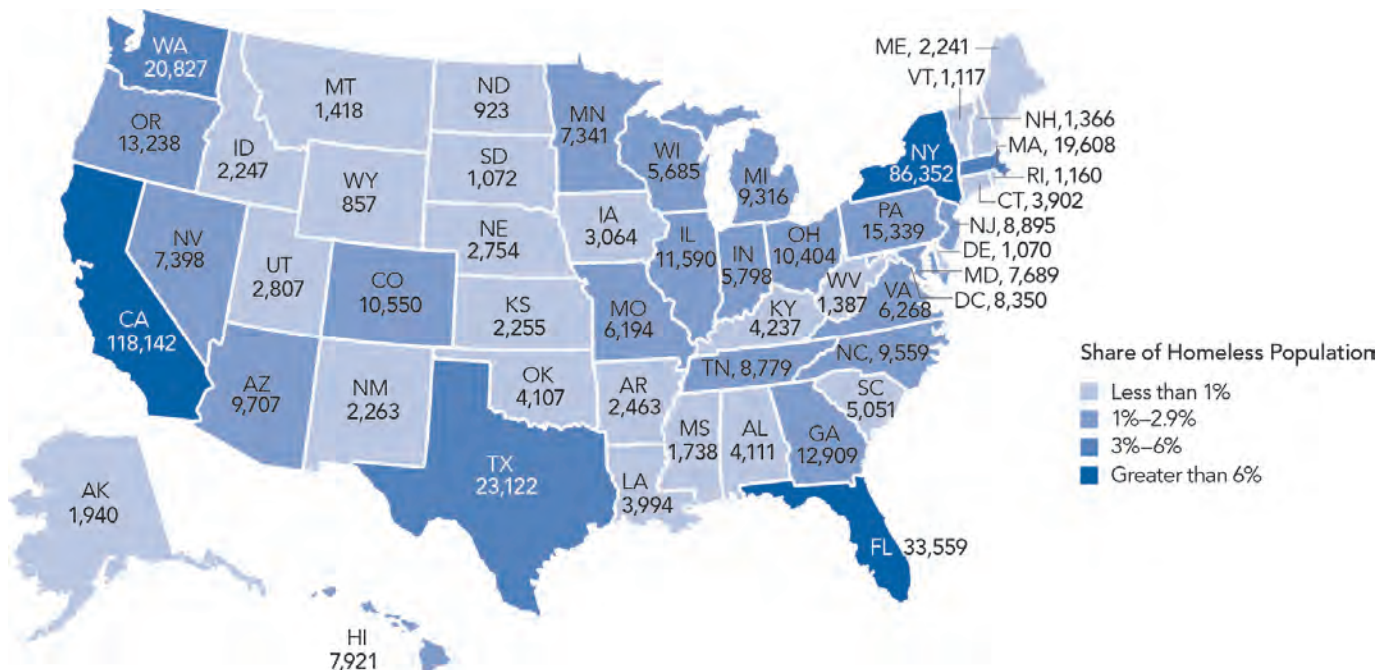 WA
20,827
MT
1,418
ND
923
MN
7,341
ME, 2,241
VT, 1,117
NH, 1,366
MA, 19,608
RI, 1,160
CT, 3,902
NJ, 8,895
DE, 1,070
MD, 7,689
DC, 8,350
OR
13,238
ID
2,247
WY
857
SD
1,072
WI
5,685
MI
9,316
NY
86,352
NV
7,398
UT
2,807
CO
10,550
NE
2,754
IA
3,064
IL
11,590
IN
5,798
OH
10,404
PA
15,339
CA
118,142
KS
2,255
MO
6,194
KY
4,237
WV
1,387
VA
6,268
AZ
9,707
NM
2,263
OK
4,107
AR
2,463
TN, 8,779
NC, 9,559
SC
5,051
TX
23,122
LA
3,994
MS
1,738
AL
4,111
GA
12,909
FL 33,559
AK
1,940
HI
7,921
Share of Homeless Population
Less than 1%
1%–2.9%
3%–6%
Greater than 6%